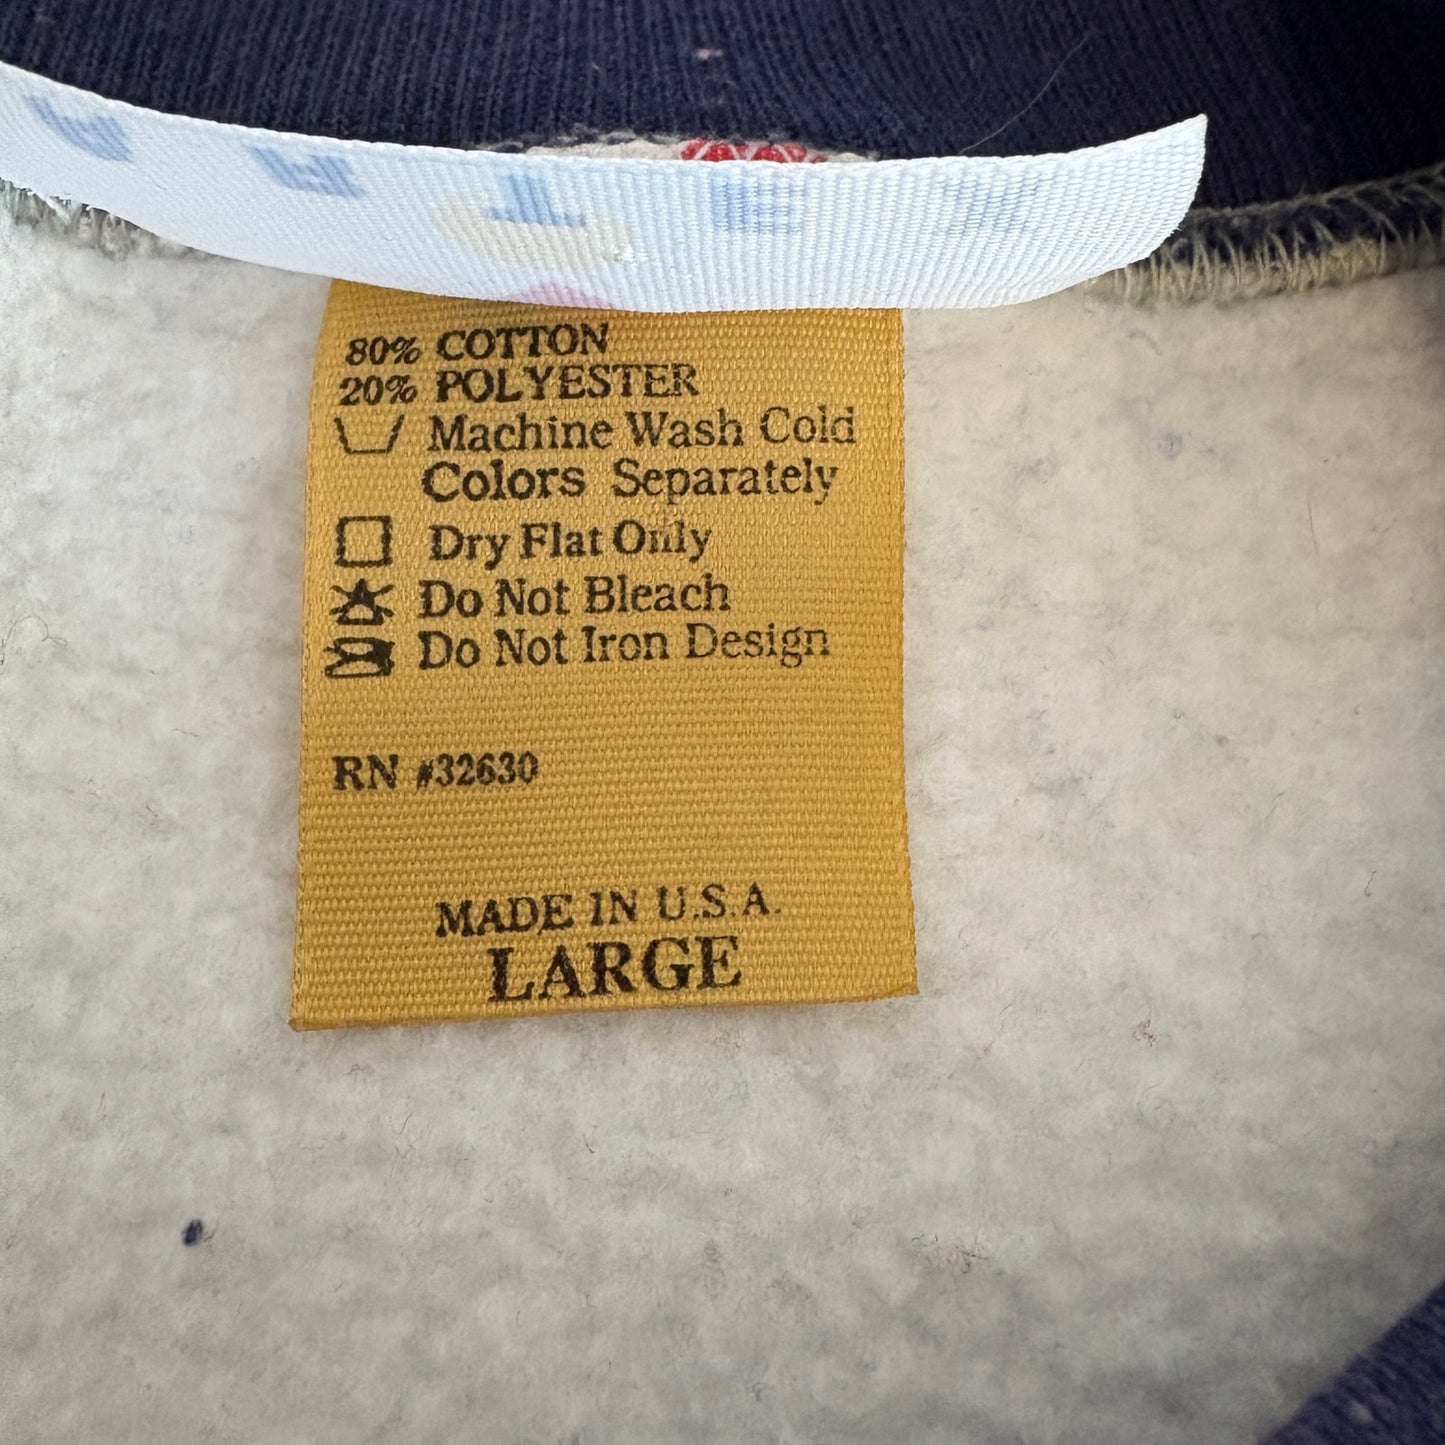 80% COTTON
20% POLYESTER
Machine Wash Cold
Colors Separately
Dry Flat Only
Do Not Bleach
Do Not Iron Design
RN #32630
MADE IN U.S.A.
LARGE